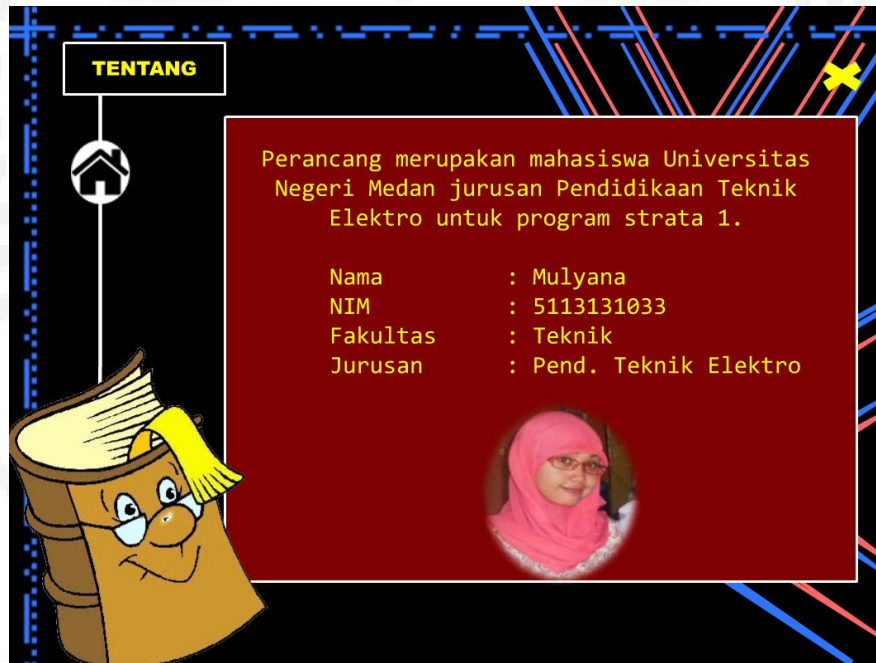 TENTANG
Perancang merupakan mahasiswa Universitas
Negeri Medan jurusan Pendidikaan Teknik
Elektro untuk program strata 1.
Nama : Mulyana
NIM : 5113131033
Fakultas : Teknik
Jurusan : Pend. Teknik Elektro